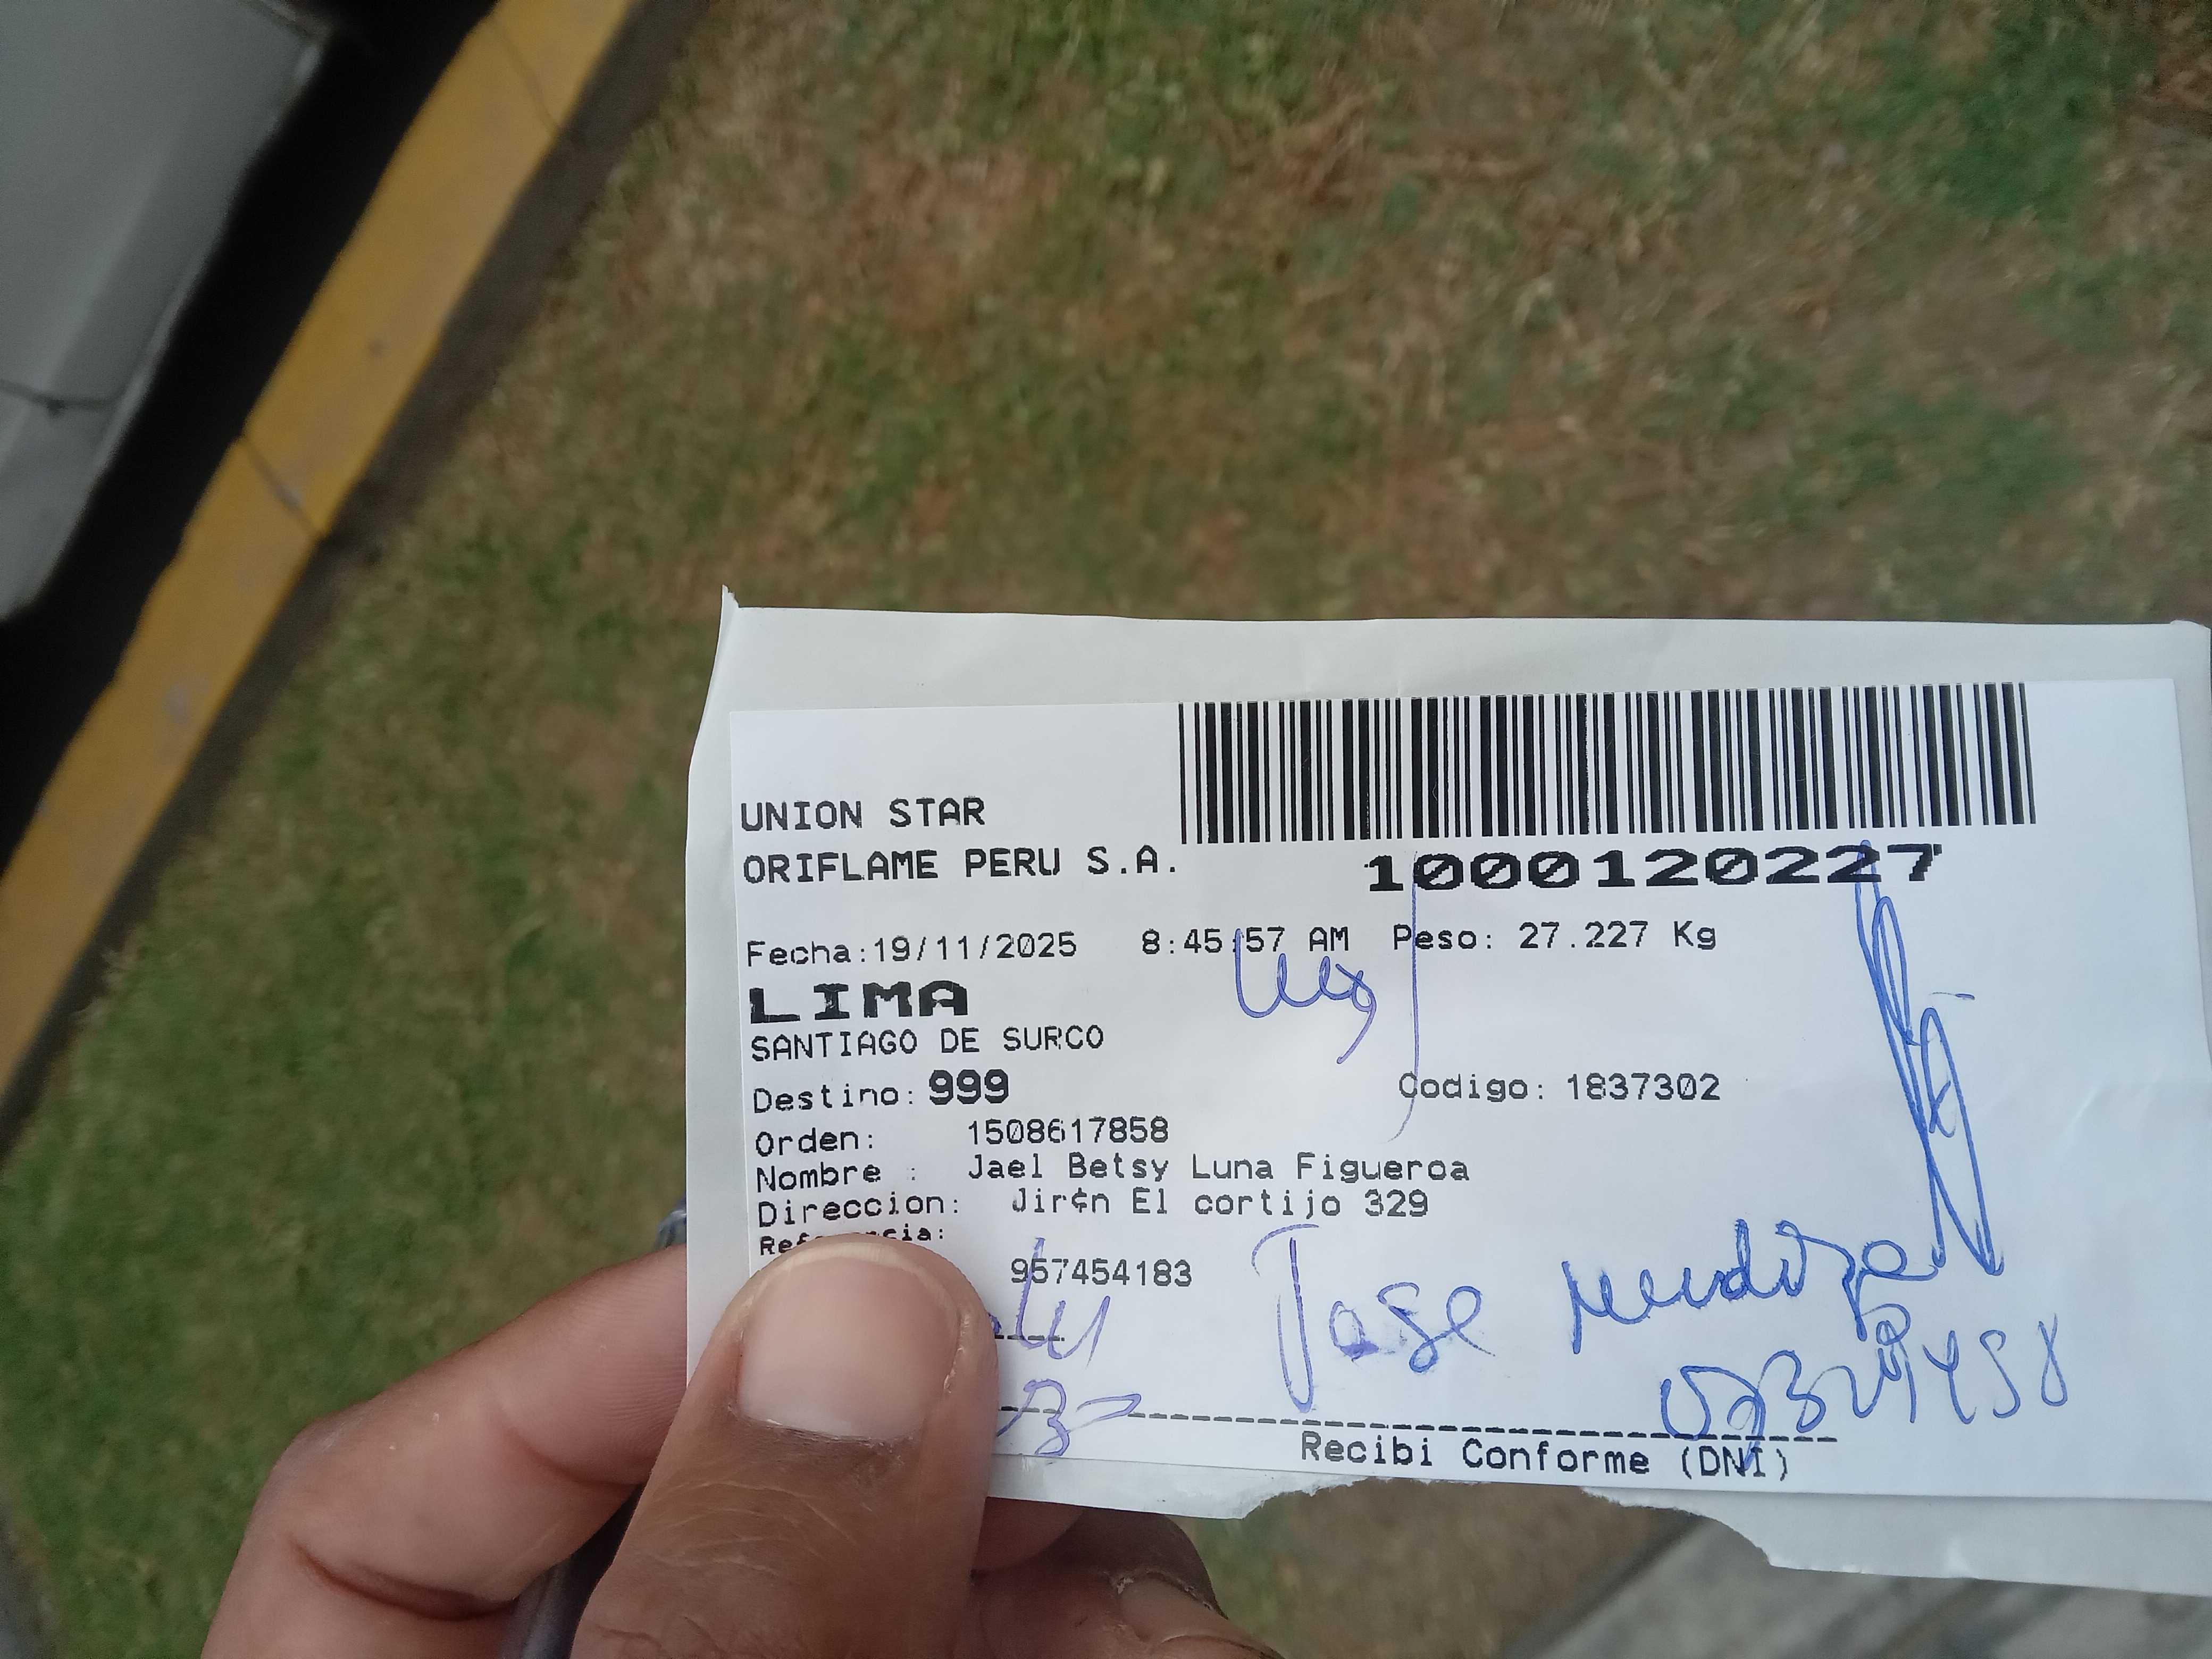 UNION STAR
ORIFLAME PERU S.A.
1000120227
Fecha:19/11/2025 8:45:57 AM Peso: 27.227 Kg
LIMA
SANTIAGO DE SURCO
Destino: 999 Codigo: 1837302
Orden: 1508617858
Nombre : Jael Betsy Luna Figueroa
Direccion: Jir¢n El cortijo 329
957454183
Jose Mendoza
Recibi Conforme (DNI)